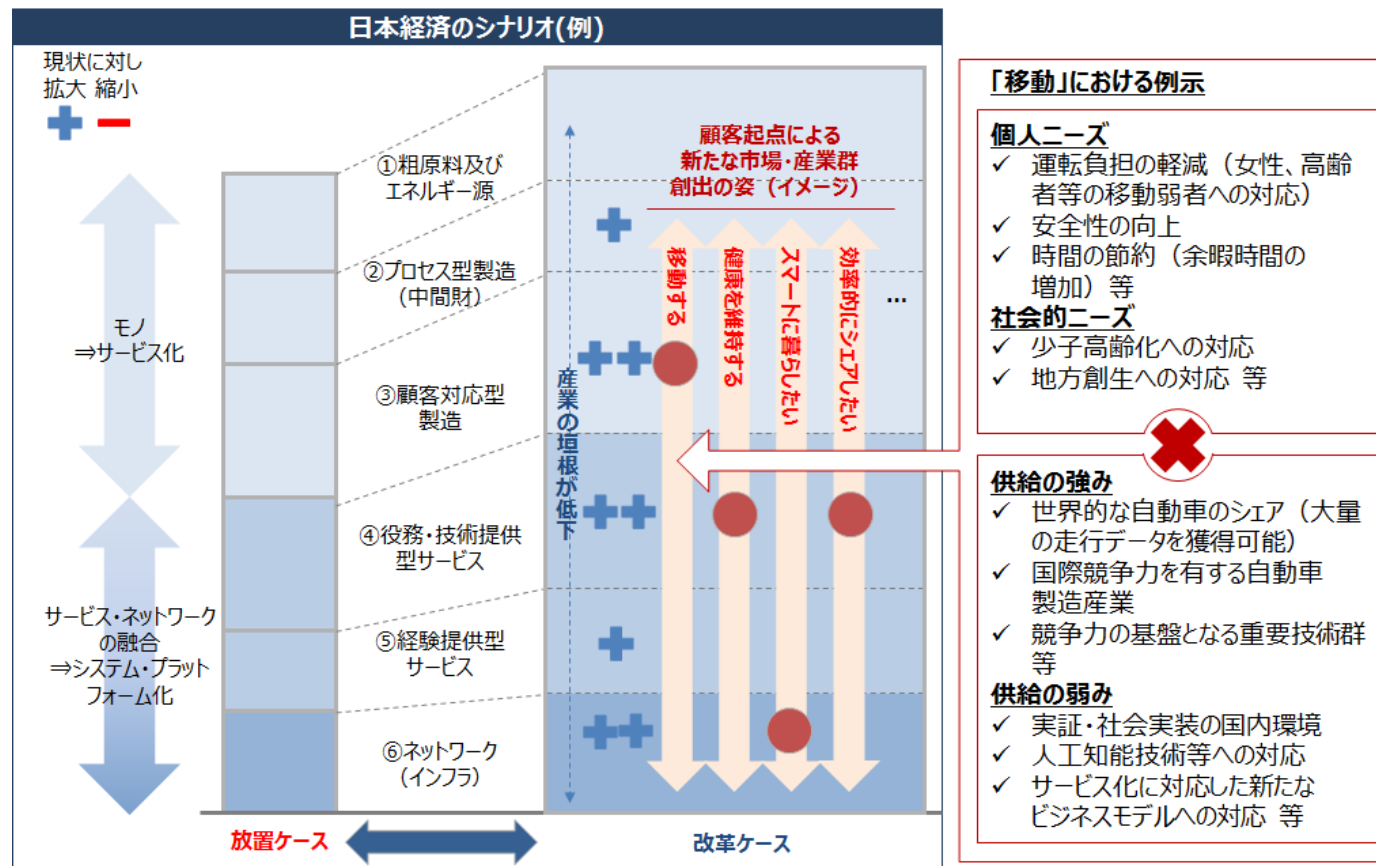 日本経済のシナリオ(例)
現状に対し
拡大 縮小
モノ
⇒サービス化
サービス・ネットワーク
の融合
⇒システム・プラット
フォーム化
①粗原料及び
エネルギー源
②プロセス型製造
(中間財)
③顧客対応型
製造
④役務・技術提供
型サービス
⑤経験提供型
サービス
⑥ネットワーク
(インフラ)
産業の垣根が低下
顧客起点による
新たな市場・産業群
創出の姿（イメージ）
移動する
健康を維持する
スマートに暮らしたい
効率的にシェアしたい
…
放置ケース
改革ケース
「移動」における例示
個人ニーズ
✓ 運転負担の軽減（女性、高齢
者等の移動弱者への対応）
✓ 安全性の向上
✓ 時間の節約（余暇時間の
増加）等
社会的ニーズ
✓ 少子高齢化への対応
✓ 地方創生への対応 等
供給の強み
✓ 世界的な自動車のシェア（大量
の走行データを獲得可能）
✓ 国際競争力を有する自動車
製造産業
✓ 競争力の基盤となる重要技術群
等
供給の弱み
✓ 実証・社会実装の国内環境
✓ 人工知能技術等への対応
✓ サービス化に対応した新たな
ビジネスモデルへの対応 等